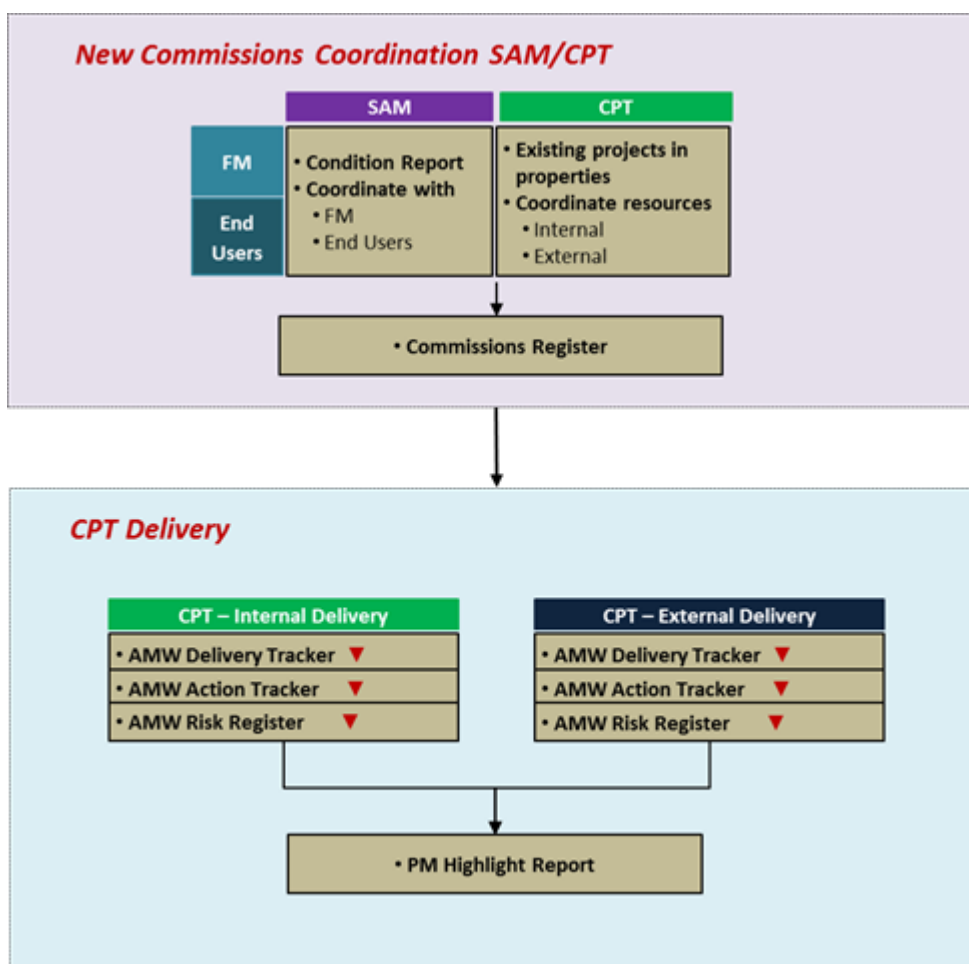 New Commissions Coordination SAM/CPT
SAM
CPT
FM
End
Users
• Condition Report
• Coordinate with
• FM
• End Users
• Existing projects in
properties
• Coordinate resources
• Internal
• External
• Commissions Register
CPT Delivery
CPT – Internal Delivery
• AMW Delivery Tracker
• AMW Action Tracker
• AMW Risk Register
CPT – External Delivery
• AMW Delivery Tracker
• AMW Action Tracker
• AMW Risk Register
• PM Highlight Report